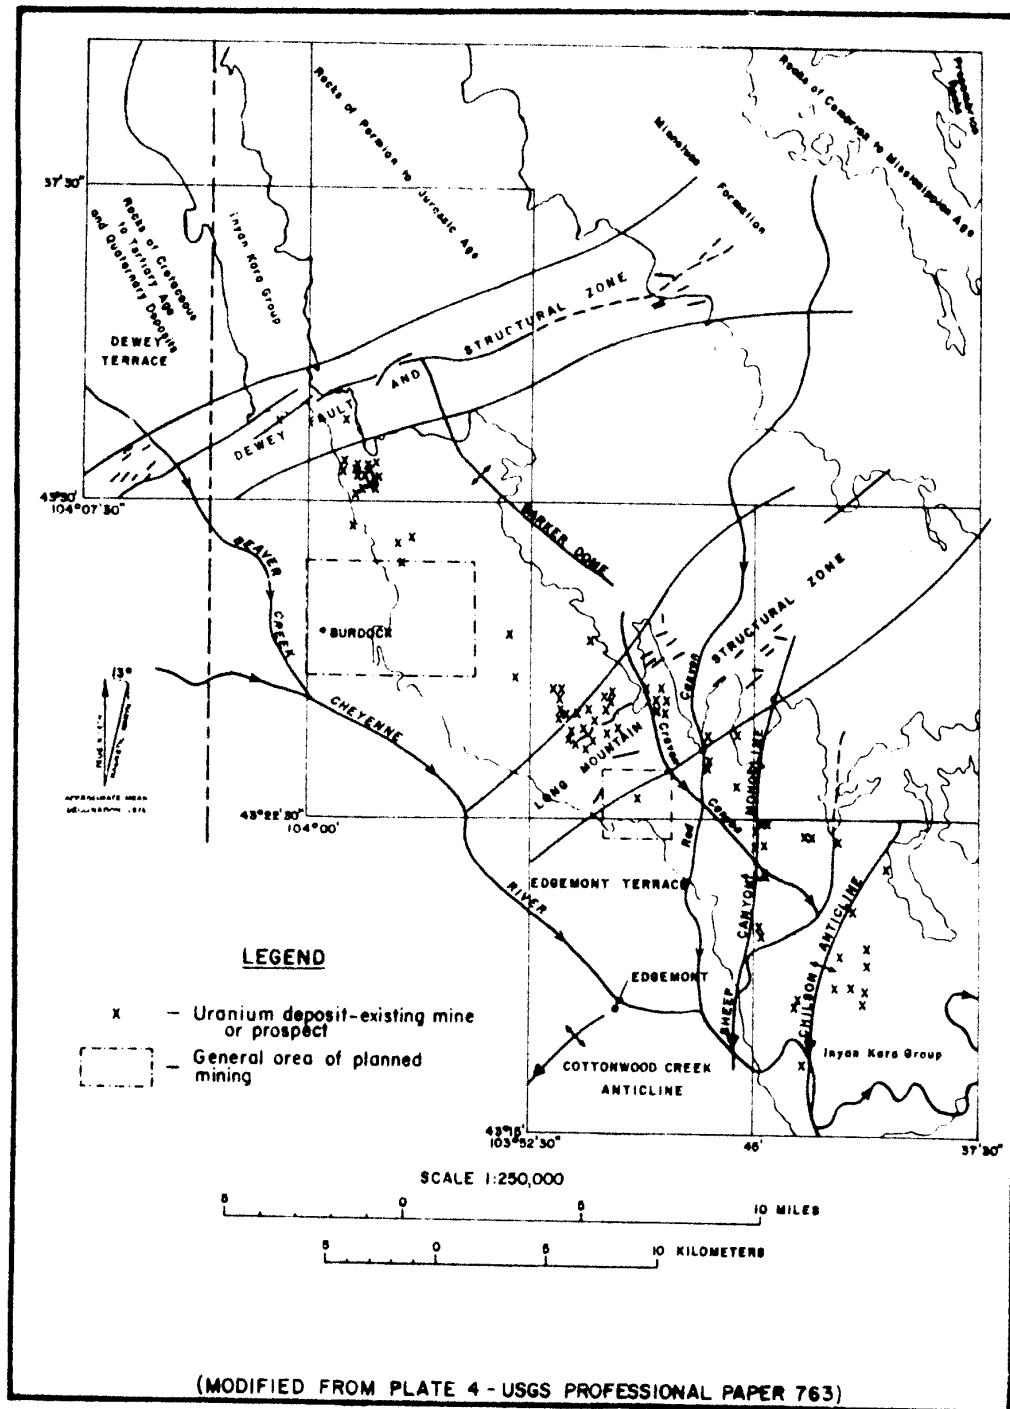 Rocks of Permian to Jurassic Age
Rocks of Cambrian to Mississippian Age
Precambrian
Minnelusa
Formation
37'30"
Rocks of Cretaceous
to Tertiary Age
and Quaternary Deposits
Inyan Kara Group
DEWEY
TERRACE
DEWEY FAULT AND STRUCTURAL ZONE
43°30'
104°07'30"
BARKER DOME
BEAVER
CREEK
BURDOCK
STRUCTURAL ZONE
Canyon
13°
CHEYENNE
LONG MOUNTAIN
Craven
MONOCLINE
APPROXIMATE MEAN
43°22'30"
104°00'
Canyon
Red
EDGEMONT TERRACE
RIVER
CANYON
ANTICLINE
LEGEND
EDGEMONT
SHEEP
CHILSON
X — Uranium deposit-existing mine
or prospect
— General area of planned
mining
COTTONWOOD CREEK
ANTICLINE
Inyan Kara Group
43°15'
103°52'30"
45'
37'30"
SCALE 1:250,000
5 0 5 10 MILES
5 0 5 10 KILOMETERS
(MODIFIED FROM PLATE 4 - USGS PROFESSIONAL PAPER 763)